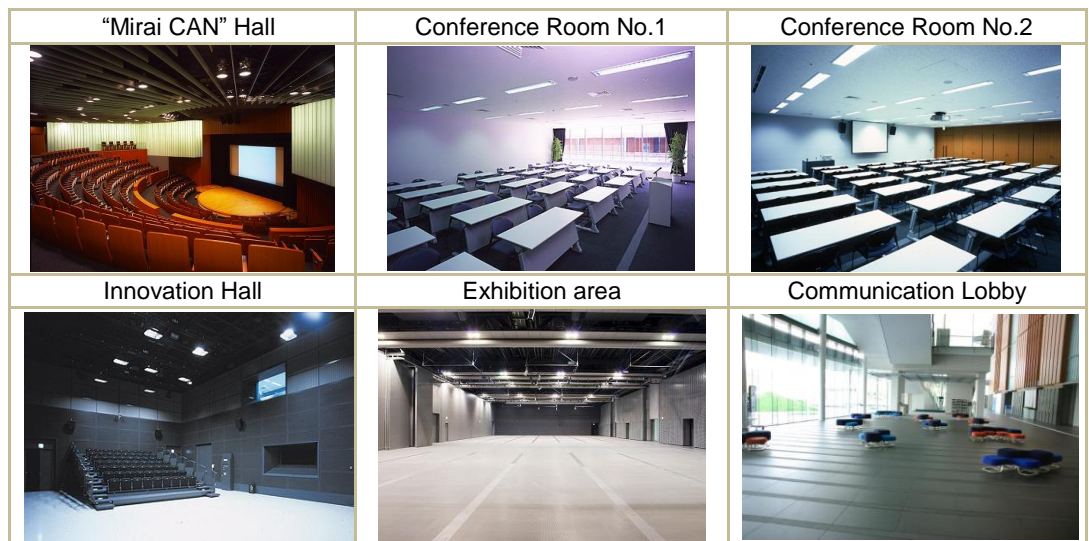 “Mirai CAN” Hall
Conference Room No.1
Conference Room No.2
Innovation Hall
Exhibition area
Communication Lobby